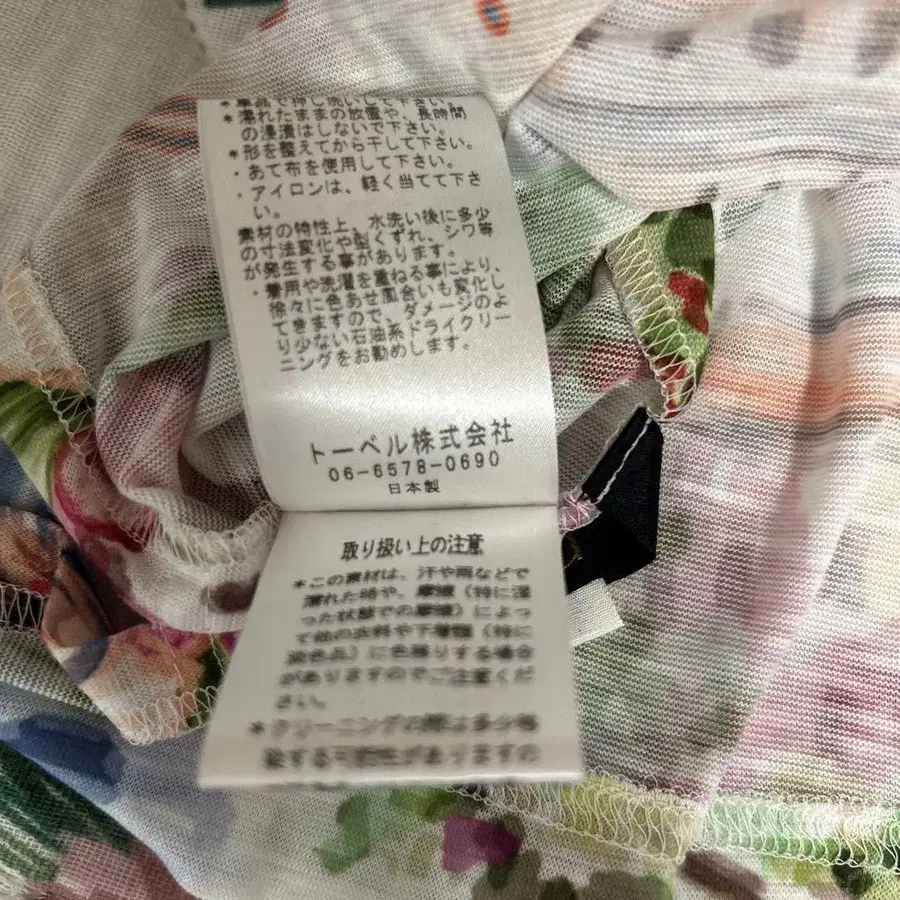 *単品で押し洗いして下さい。
*濡れたままの放置や、長時間
の浸漬はしないで下さい。
*形を整えてから干して下さい。
・あて布を使用して下さい。
・アイロンは、軽く当てて下さ
い。
素材の特性上、水洗い後に多少
の寸法変化や型くずれ、シワ等
が発生する事があります。
・着用や洗濯を重ねる事により、
徐々に色あせ風合いも変化し
てきますので、ダメージのよ
り少ない石油系ドライクリー
ニングをお勧めします。
トーベル株式会社
06-6578-0690
日本製
取り扱い上の注意
*この素材は、汗や雨などで
濡れた時や、摩擦(特に湿
った状態での摩擦)によっ
て他の衣料や下着類(特に
淡色品)に色移りする場合
がありますのでご注意くだ
さい。
*クリーニングの際は多少
染する可能性がありますの